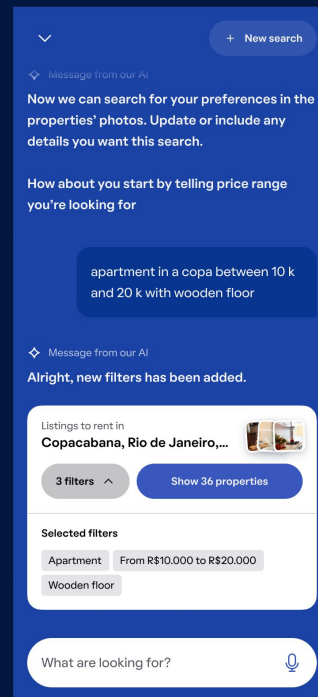 + New search
Message from our Ai
Now we can search for your preferences in the
properties' photos. Update or include any
details you want this search.
How about you start by telling price range
you're looking for
apartment in a copa between 10 k
and 20 k with wooden floor
Message from our AI
Alright, new filters has been added.
Listings to rent in
Copacabana, Rio de Janeiro,...
3 filters
Show 36 properties
Selected filters
Apartment From R$10.000 to R$20.000
Wooden floor
What are looking for?